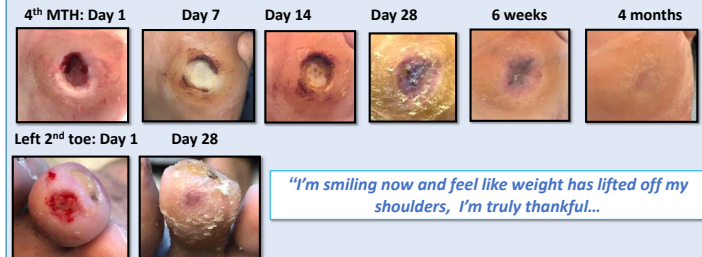 4th MTH: Day 1 Day 7 Day 14 Day 28 6 weeks 4 months
Left 2nd toe: Day 1 Day 28
“I’m smiling now and feel like weight has lifted off my
shoulders, I’m truly thankful…